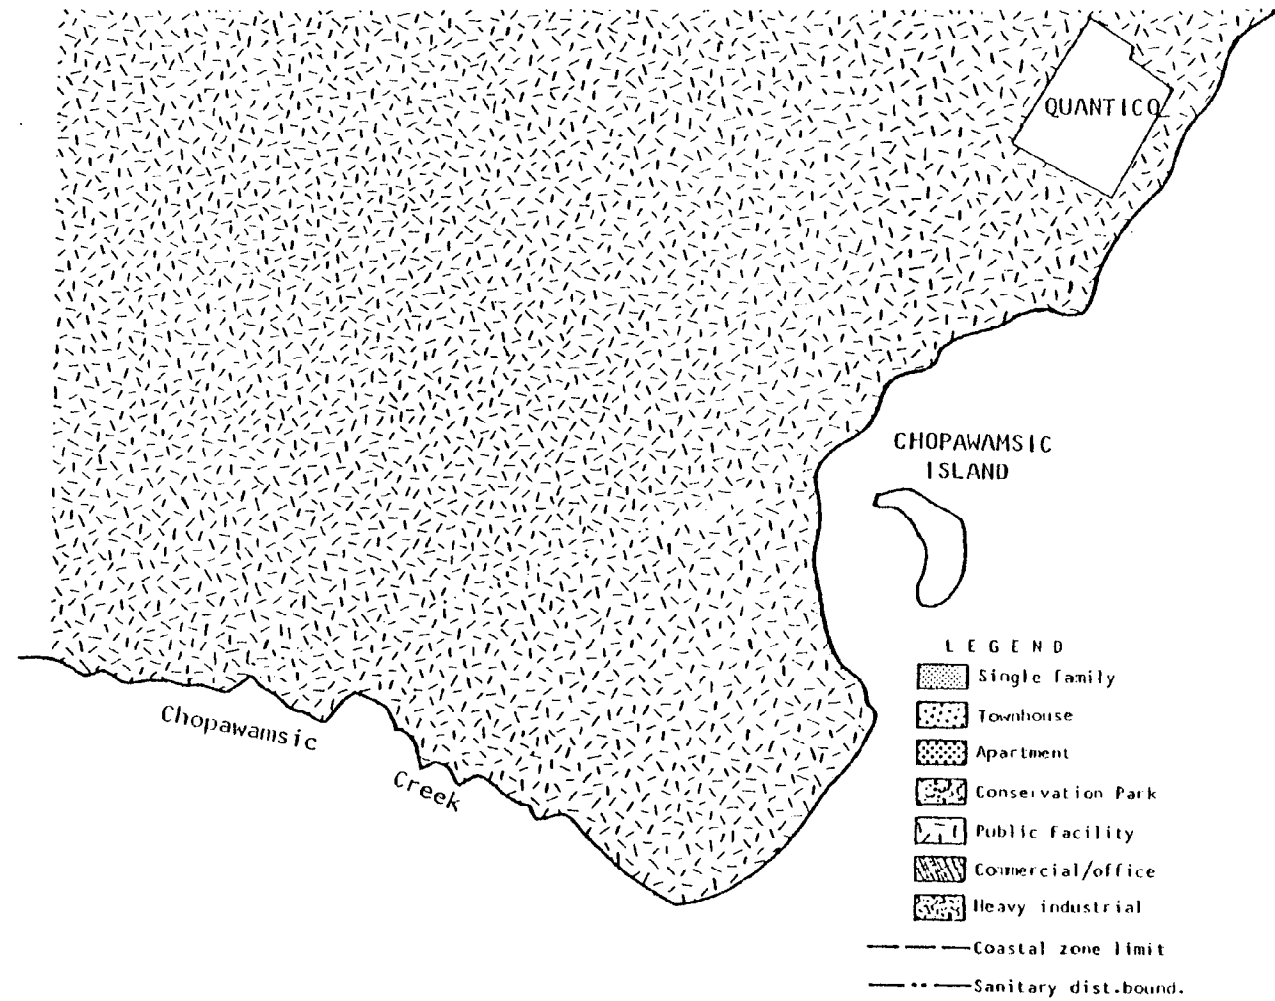 QUANTICO
CHOPAWAMSIC
ISLAND
Chopawamsic
Creek
LEGEND
Single family
Townhouse
Apartment
Conservation Park
Public facility
Commercial/office
Heavy industrial
Coastal zone limit
Sanitary dist.bound.